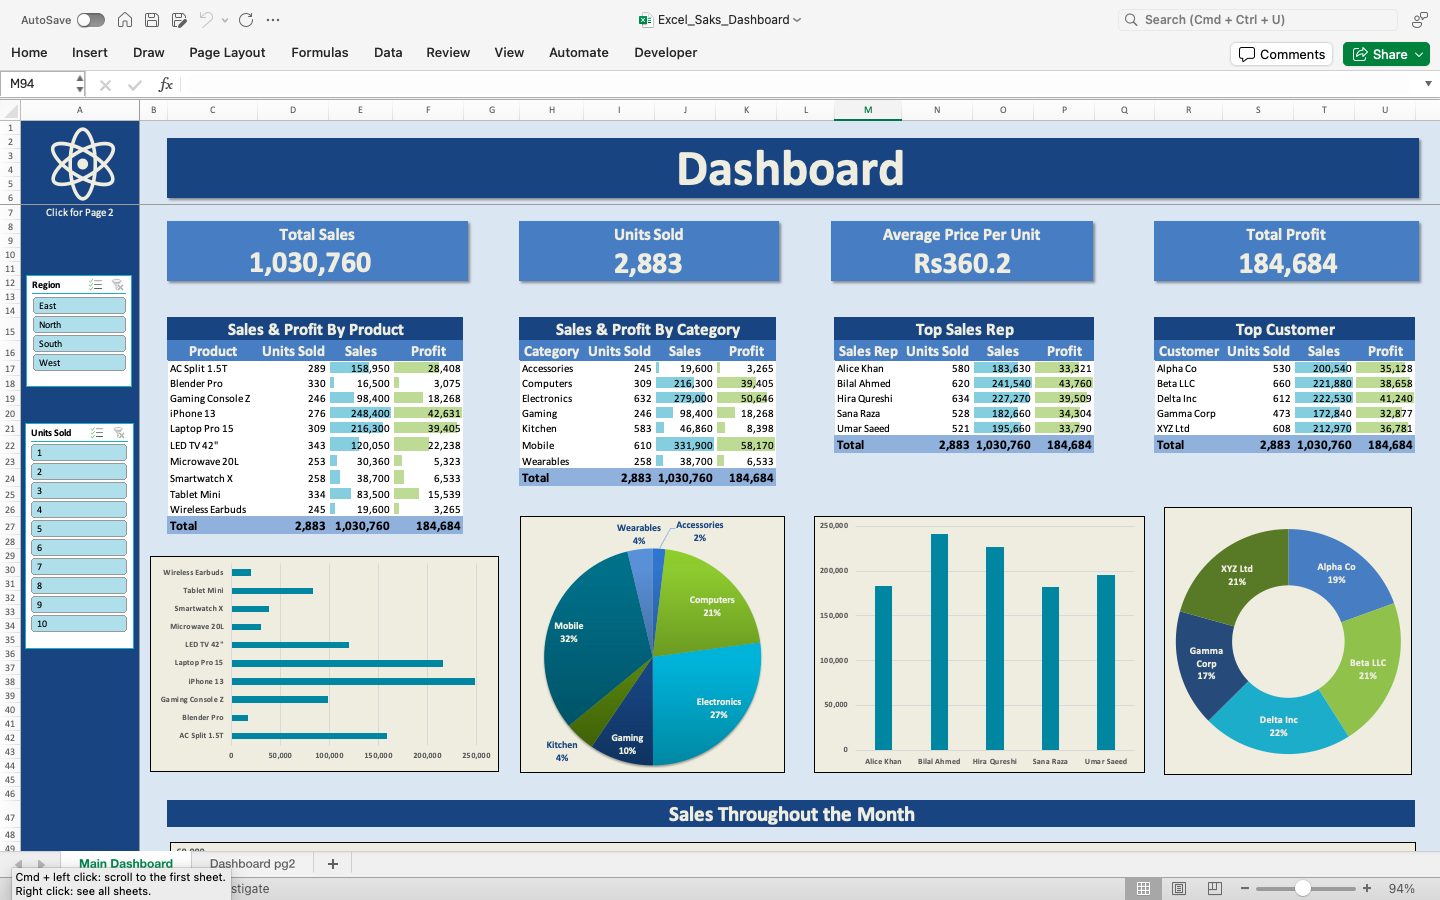 AutoSave
Excel_Saks_Dashboard
Search (Cmd + Ctrl + U)
Home Insert Draw Page Layout Formulas Data Review View Automate Developer
Comments Share
M94 fx
A B C D E F G H I J K L M N O P Q R S T U
1
2
3
4
5
6
7
8
9
10
11
12
13
14
15
16
17
18
19
20
21
22
23
24
25
26
27
28
29
30
31
32
33
34
35
36
37
38
39
40
41
42
43
44
45
46
47
48
49
Click for Page 2
Dashboard
Total Sales
1,030,760
Units Sold
2,883
Average Price Per Unit
Rs360.2
Total Profit
184,684
Region
East
North
South
West
Units Sold
1
2
3
4
5
6
7
8
9
10
Sales & Profit By Product
Product Units Sold Sales Profit
AC Split 1.5T 289 158,950 28,408
Blender Pro 330 16,500 3,075
Gaming Console Z 246 98,400 18,268
iPhone 13 276 248,400 42,631
Laptop Pro 15 309 216,300 39,405
LED TV 42" 343 120,050 22,238
Microwave 20L 253 30,360 5,323
Smartwatch X 258 38,700 6,533
Tablet Mini 334 83,500 15,539
Wireless Earbuds 245 19,600 3,265
Total 2,883 1,030,760 184,684
Sales & Profit By Category
Category Units Sold Sales Profit
Accessories 245 19,600 3,265
Computers 309 216,300 39,405
Electronics 632 279,000 50,646
Gaming 246 98,400 18,268
Kitchen 583 46,860 8,398
Mobile 610 331,900 58,170
Wearables 258 38,700 6,533
Total 2,883 1,030,760 184,684
Top Sales Rep
Sales Rep Units Sold Sales Profit
Alice Khan 580 183,630 33,321
Bilal Ahmed 620 241,540 43,760
Hira Qureshi 634 227,270 39,509
Sana Raza 528 182,660 34,304
Umar Saeed 521 195,660 33,790
Total 2,883 1,030,760 184,684
Top Customer
Customer Units Sold Sales Profit
Alpha Co 530 200,540 35,128
Beta LLC 660 221,880 38,658
Delta Inc 612 222,530 41,240
Gamma Corp 473 172,840 32,877
XYZ Ltd 608 212,970 36,781
Total 2,883 1,030,760 184,684
Wireless Earbuds
Tablet Mini
Smartwatch X
Microwave 20L
LED TV 42"
Laptop Pro 15
iPhone 13
Gaming Console Z
Blender Pro
AC Split 1.5T
0 50,000 100,000 150,000 200,000 250,000
Wearables
4%
Accessories
2%
Computers
21%
Mobile
32%
Electronics
27%
Gaming
10%
Kitchen
4%
250,000
200,000
150,000
100,000
50,000
0
Alice Khan Bilal Ahmed Hira Qureshi Sana Raza Umar Saeed
XYZ Ltd
21%
Alpha Co
19%
Gamma
Corp
17%
Beta LLC
21%
Delta Inc
22%
Sales Throughout the Month
Main Dashboard Dashboard pg2
Cmd + left click: scroll to the first sheet.
Right click: see all sheets.
stigate
94%